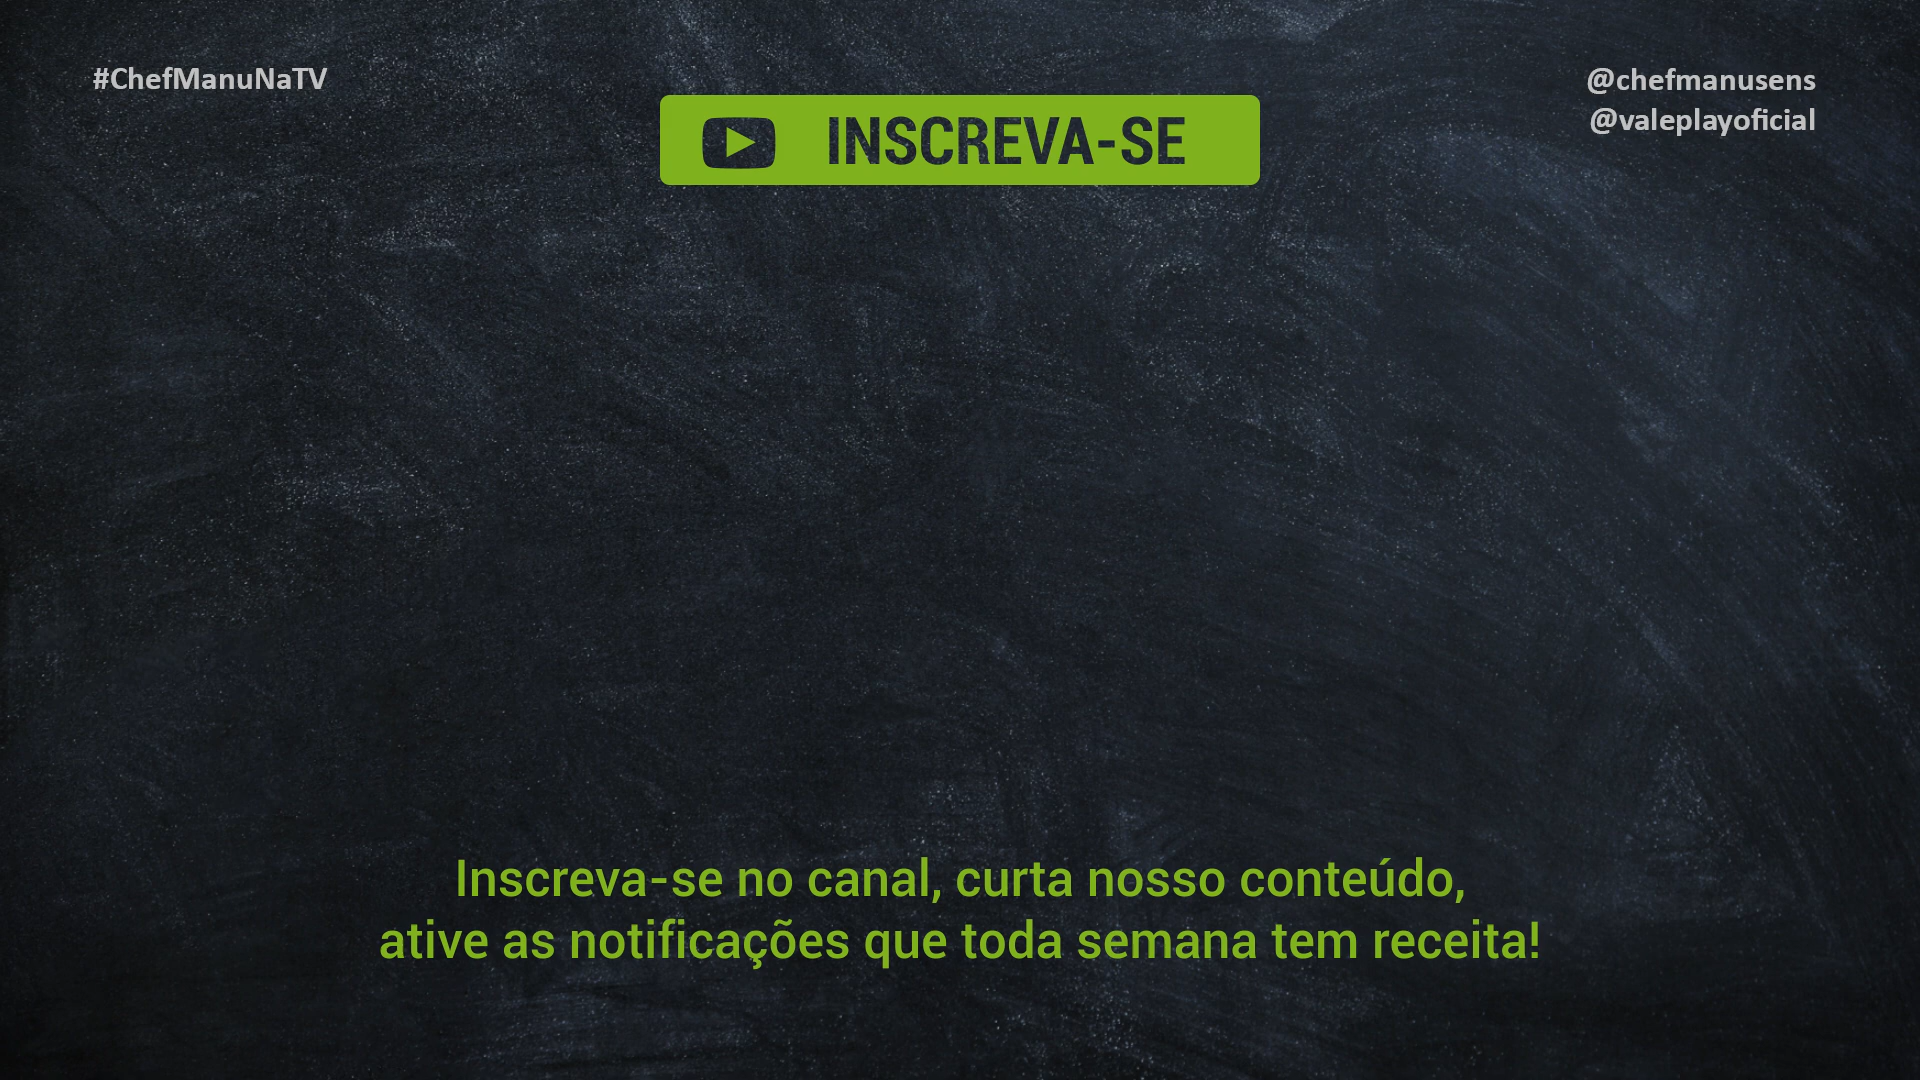 #ChefManuNaTV
@chefmanusens
@valeplayoficial
INSCREVA-SE
Inscreva-se no canal, curta nosso conteúdo,
ative as notificações que toda semana tem receita!